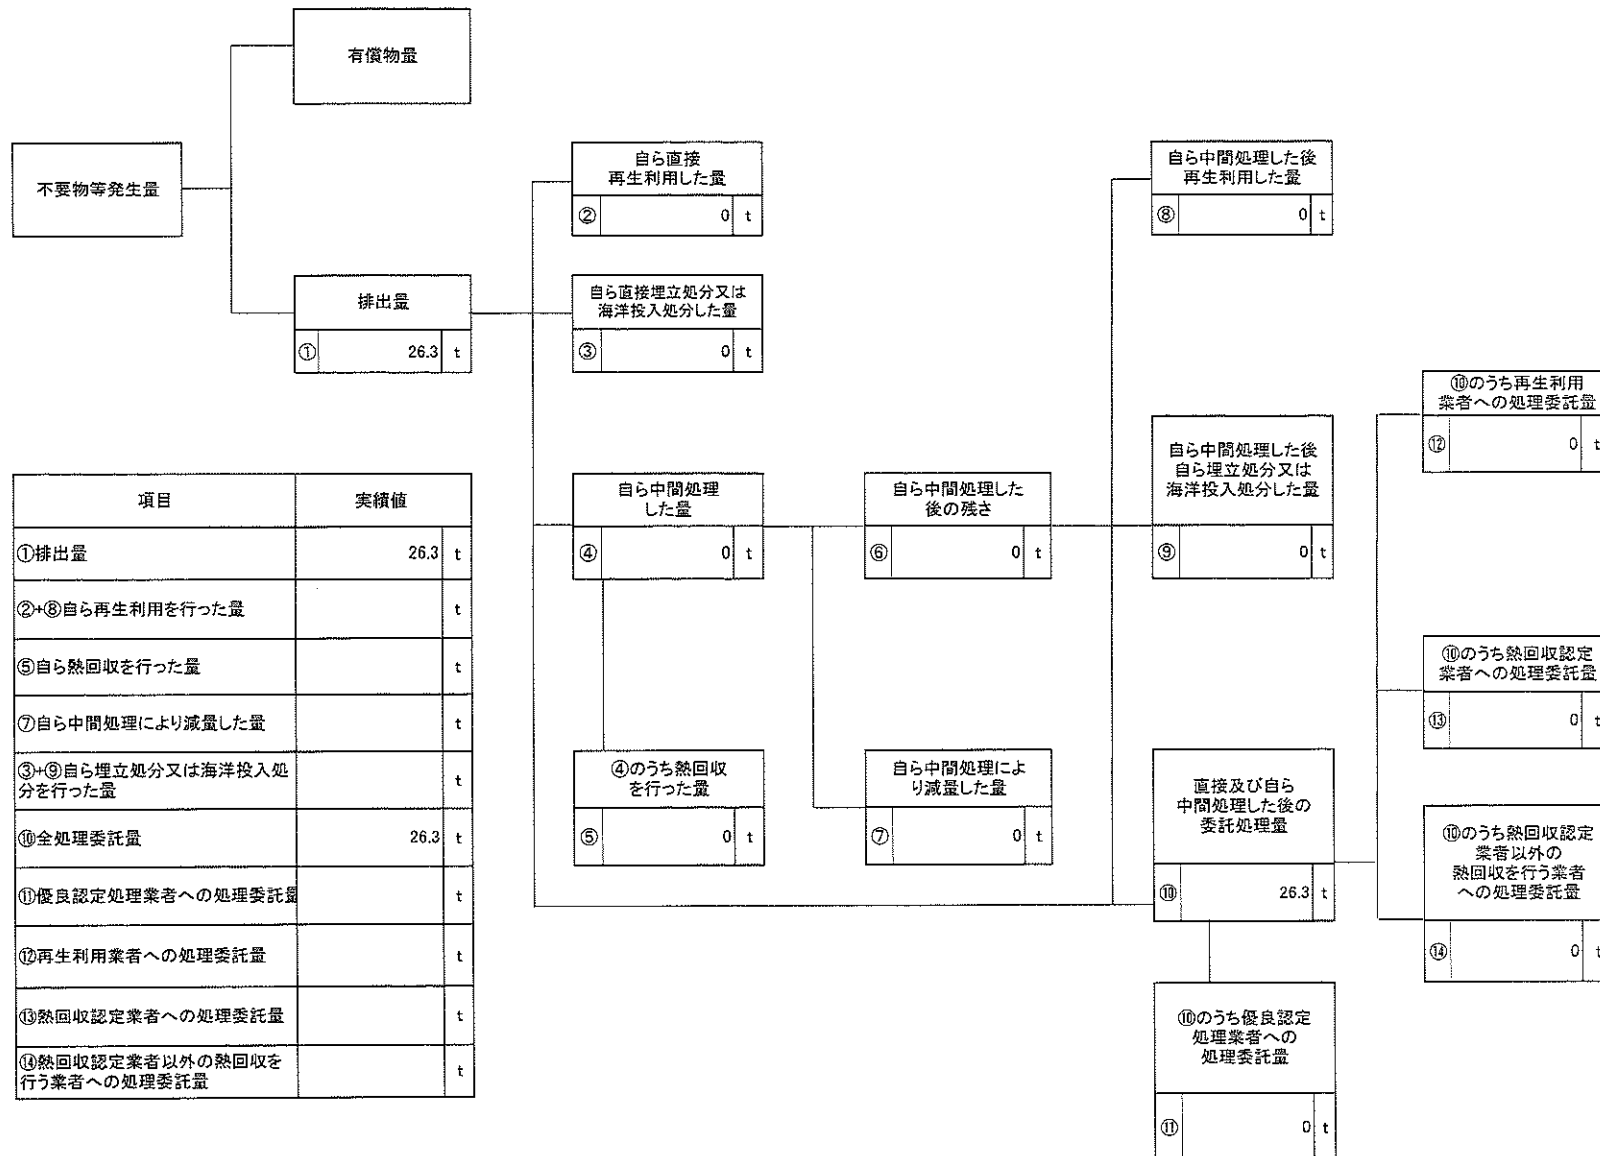 有償物量
不要物等発生量
排出量
① 26.3 t
自ら直接
再生利用した量
② 0 t
自ら直接埋立処分又は
海洋投入処分した量
③ 0 t
自ら中間処理
した量
④ 0 t
④のうち熱回収
を行った量
⑤ 0 t
自ら中間処理した
後の残さ
⑥ 0 t
自ら中間処理によ
り減量した量
⑦ 0 t
自ら中間処理した後
再生利用した量
⑧ 0 t
自ら中間処理した後
自ら埋立処分又は
海洋投入処分した量
⑨ 0 t
直接及び自ら
中間処理した後の
委託処理量
⑩ 26.3 t
⑩のうち優良認定
処理業者への
処理委託量
⑪ 0 t
⑩のうち再生利用
業者への処理委託量
⑫ 0 t
⑩のうち熱回収認定
業者への処理委託量
⑬ 0 t
⑩のうち熱回収認定
業者以外の
熱回収を行う業者
への処理委託量
⑭ 0 t
項目 実績値
①排出量 26.3 t
②+⑧自ら再生利用を行った量 t
⑤自ら熱回収を行った量 t
⑦自ら中間処理により減量した量 t
③+⑨自ら埋立処分又は海洋投入処
分を行った量 t
⑩全処理委託量 26.3 t
⑪優良認定処理業者への処理委託量 t
⑫再生利用業者への処理委託量 t
⑬熱回収認定業者への処理委託量 t
⑭熱回収認定業者以外の熱回収を
行う業者への処理委託量 t